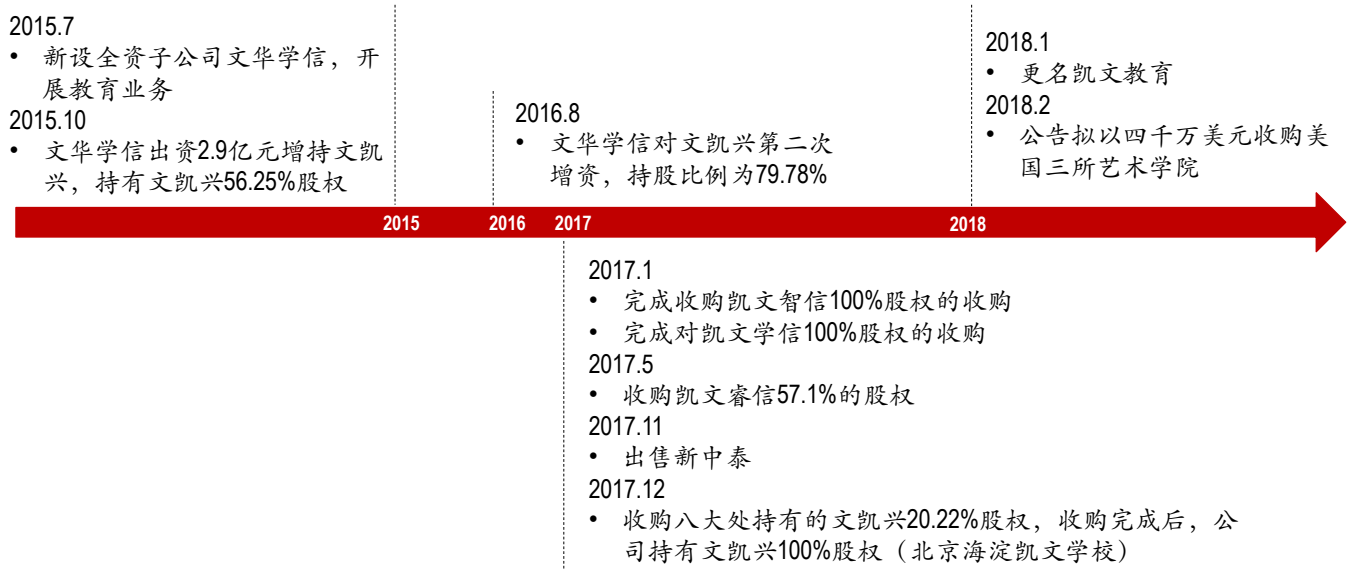 2015.7
• 新设全资子公司文华学信，开
展教育业务
2015.10
• 文华学信出资2.9亿元增持文凯
兴，持有文凯兴56.25%股权
2016.8
• 文华学信对文凯兴第二次
增资，持股比例为79.78%
2018.1
• 更名凯文教育
2018.2
• 公告拟以四千万美元收购美
国三所艺术学院
2015
2016
2017
2018
2017.1
• 完成收购凯文智信100%股权的收购
• 完成对凯文学信100%股权的收购
2017.5
• 收购凯文睿信57.1%的股权
2017.11
• 出售新中泰
2017.12
• 收购八大处持有的文凯兴20.22%股权，收购完成后，公
司持有文凯兴100%股权（北京海淀凯文学校）